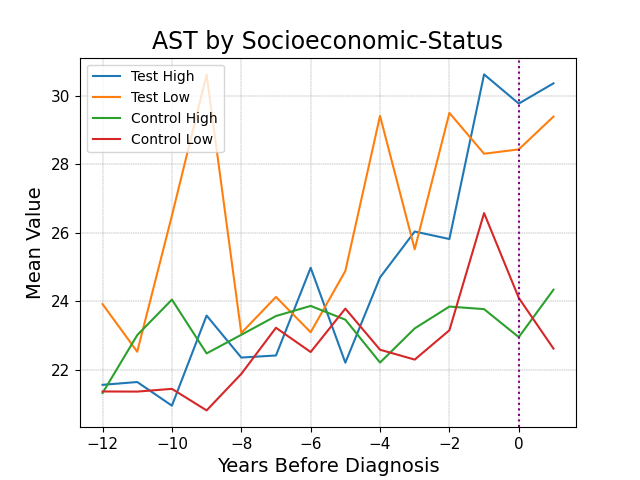 AST by Socioeconomic-Status
Test High
Test Low
Control High
Control Low
Mean Value
30
28
26
24
22
−12 −10 −8 −6 −4 −2 0
Years Before Diagnosis